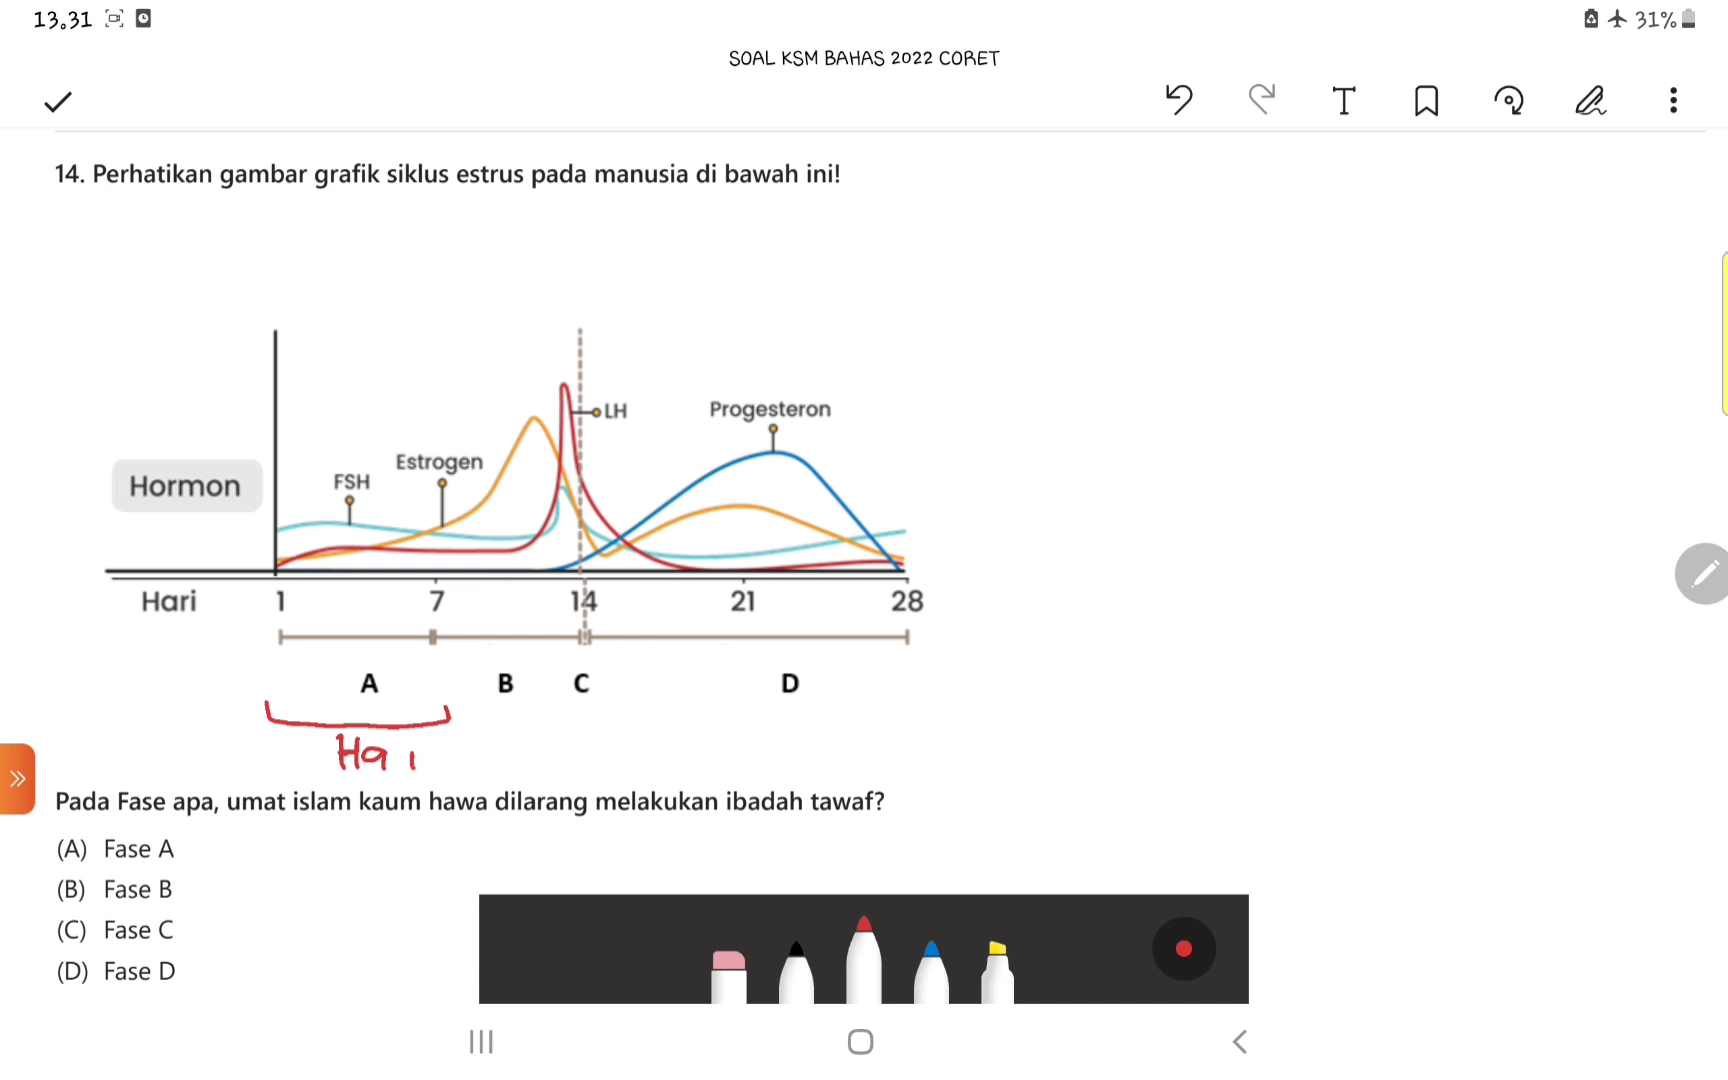 13.31
31%
SOAL KSM BAHAS 2022 CORET
14. Perhatikan gambar grafik siklus estrus pada manusia di bawah ini!
LH
Progesteron
Estrogen
FSH
Hormon
Hari 1 7 14 21 28
A B C D
Ha
Pada Fase apa, umat islam kaum hawa dilarang melakukan ibadah tawaf?
(A) Fase A
(B) Fase B
(C) Fase C
(D) Fase D